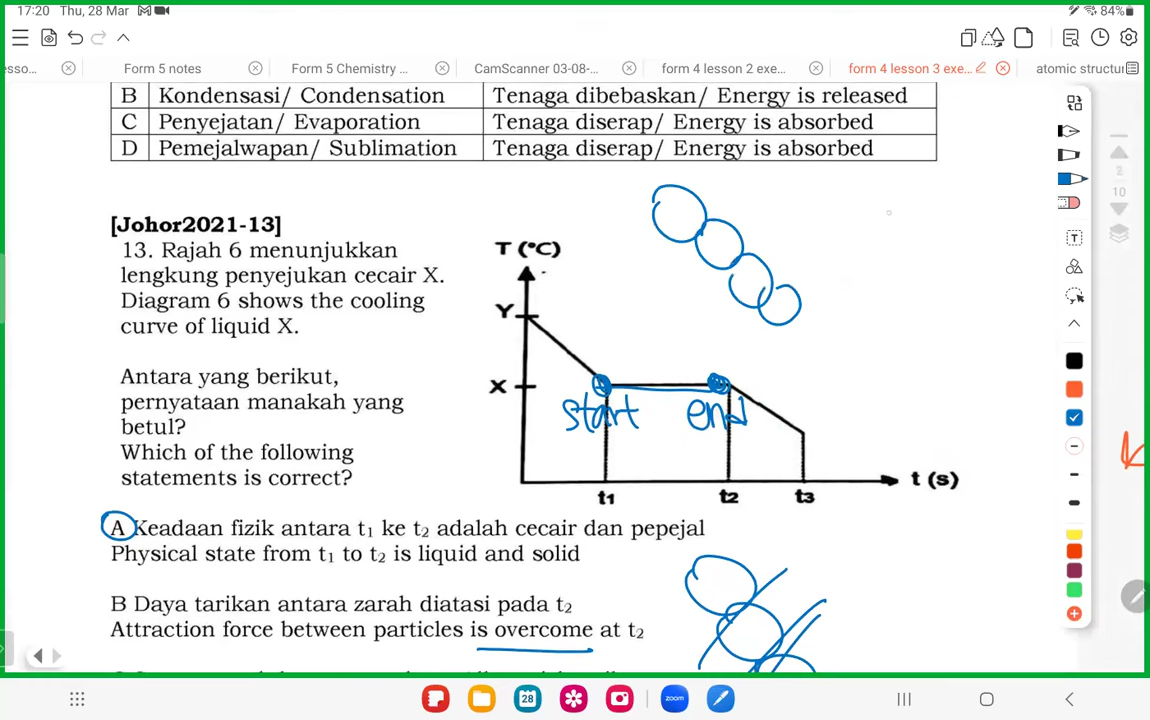 17:20 Thu, 28 Mar
84%
esso...
Form 5 notes
Form 5 Chemistry ...
CamScanner 03-08-...
form 4 lesson 2 exe...
form 4 lesson 3 exe...
atomic structu
B Kondensasi/ Condensation Tenaga dibebaskan/ Energy is released
C Penyejatan/ Evaporation Tenaga diserap/ Energy is absorbed
D Pemejalwapan/ Sublimation Tenaga diserap/ Energy is absorbed
2
10
[Johor2021-13]
13. Rajah 6 menunjukkan
lengkung penyejukan cecair X.
Diagram 6 shows the cooling
curve of liquid X.
Antara yang berikut,
pernyataan manakah yang
betul?
Which of the following
statements is correct?
T (°C)
Y
X
start end
t (s)
t1 t2 t3
A Keadaan fizik antara t1 ke t2 adalah cecair dan pepejal
Physical state from t1 to t2 is liquid and solid
B Daya tarikan antara zarah diatasi pada t2
Attraction force between particles is overcome at t2
28
zoom